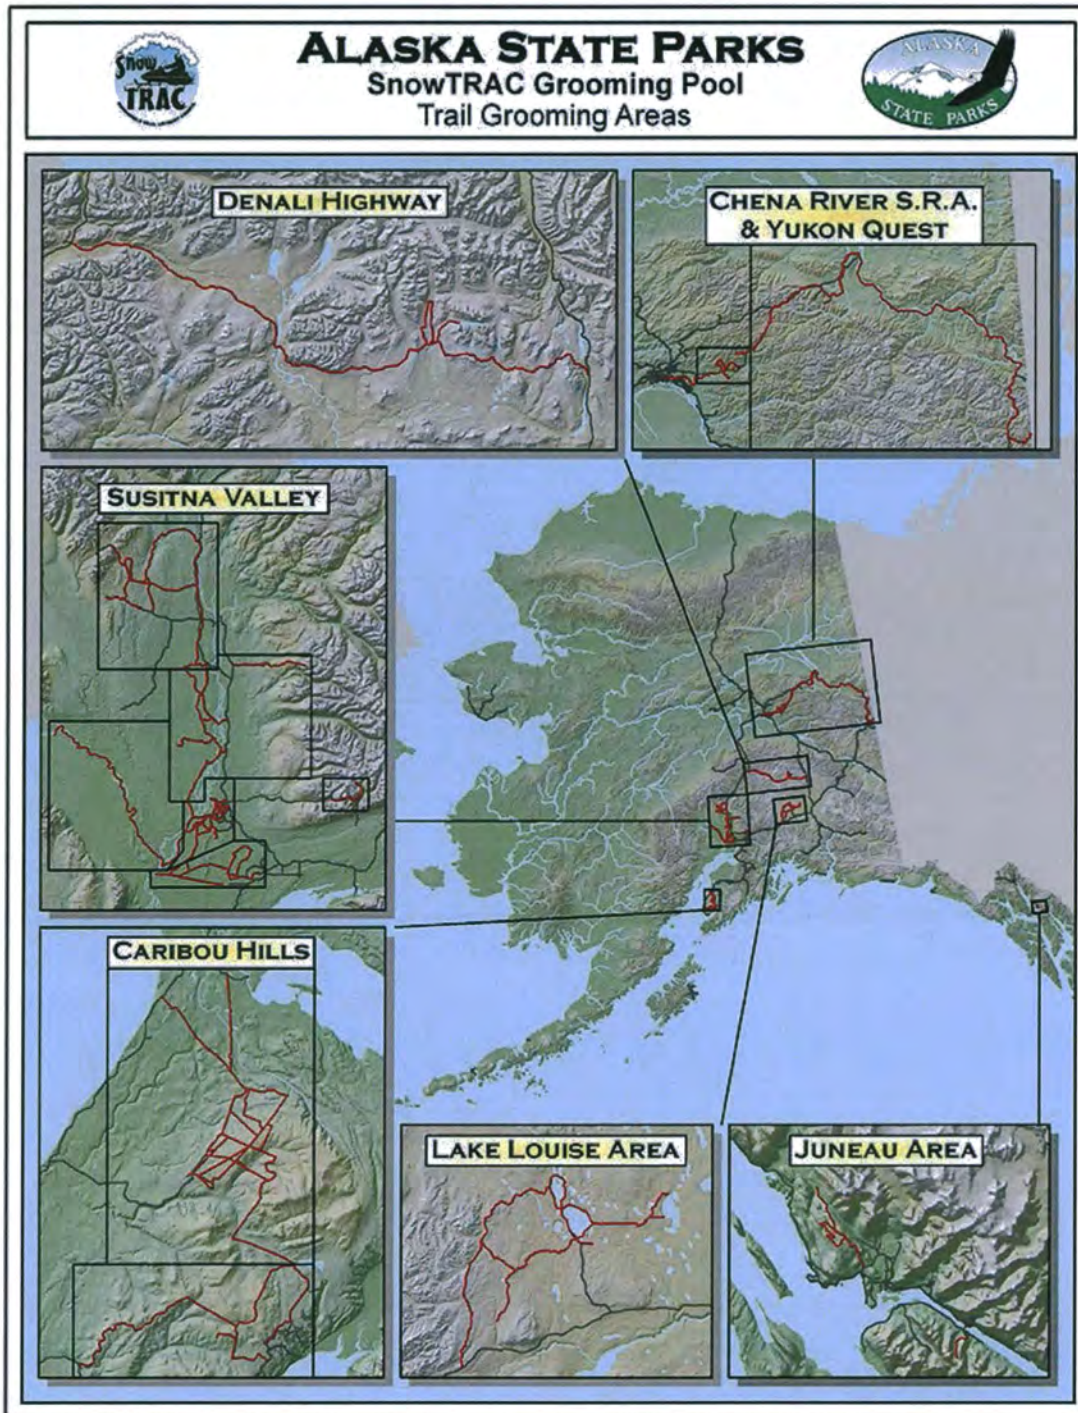 Snow
TRAC
ALASKA STATE PARKS
SnowTRAC Grooming Pool
Trail Grooming Areas
ALASKA
STATE PARKS
DENALI HIGHWAY
CHENA RIVER S.R.A.
& YUKON QUEST
SUSITNA VALLEY
CARIBOU HILLS
LAKE LOUISE AREA
JUNEAU AREA